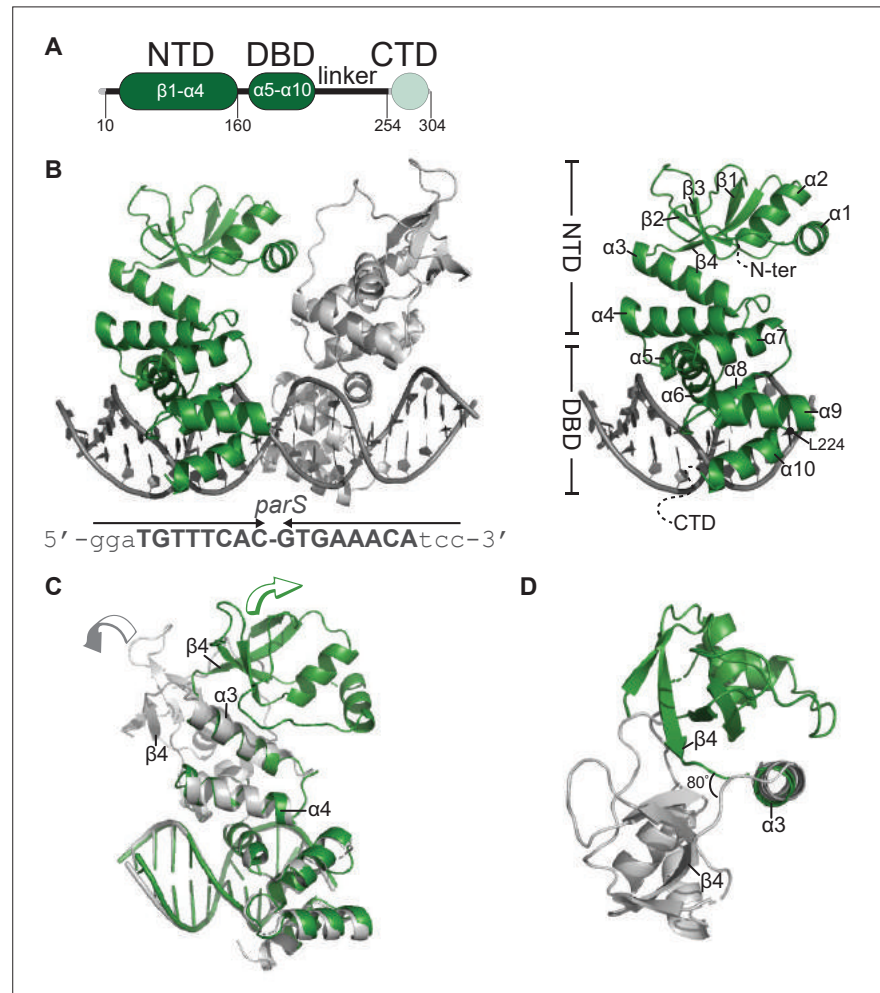 A
NTD DBD CTD
linker
β1-α4 α5-α10
10 160 254 304
B
NTD
DBD
β1
β3
α2
β2
α1
α3
β4
N-ter
α4
α7
α5
α8
α6
α9
L224
α10
CTD
parS
5’-ggaTGTTTCAC-GTGAAACAtcc-3’
C
β4
α3
β4
α4
D
β4
80°
α3
β4